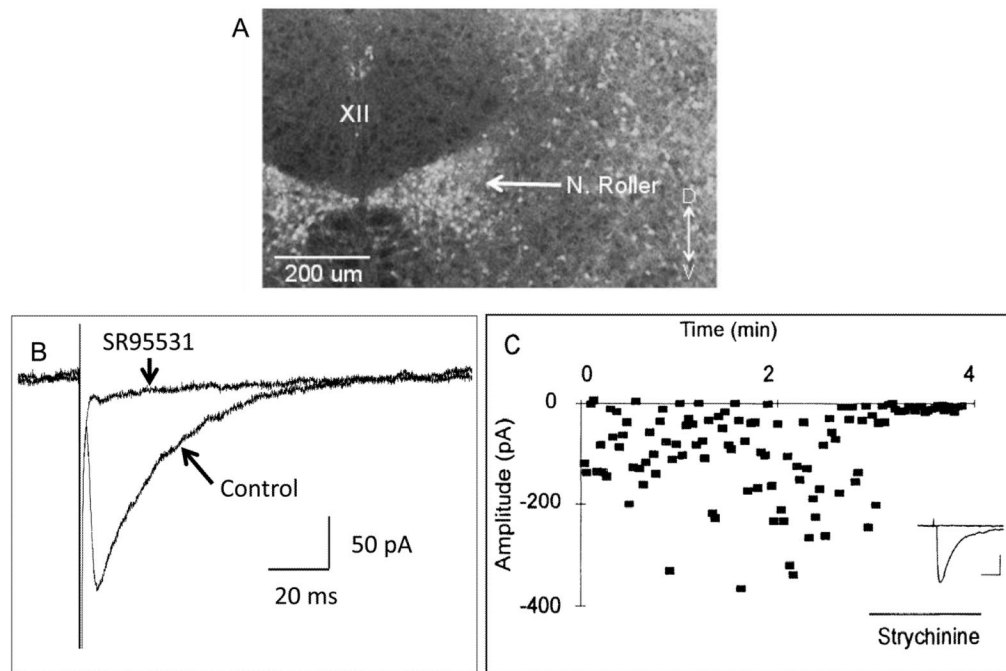 A
XII
N. Roller
D
V
200 um
B
SR95531
Control
50 pA
20 ms
C
Time (min)
0
2
4
0
-200
-400
Amplitude (pA)
Strychinine